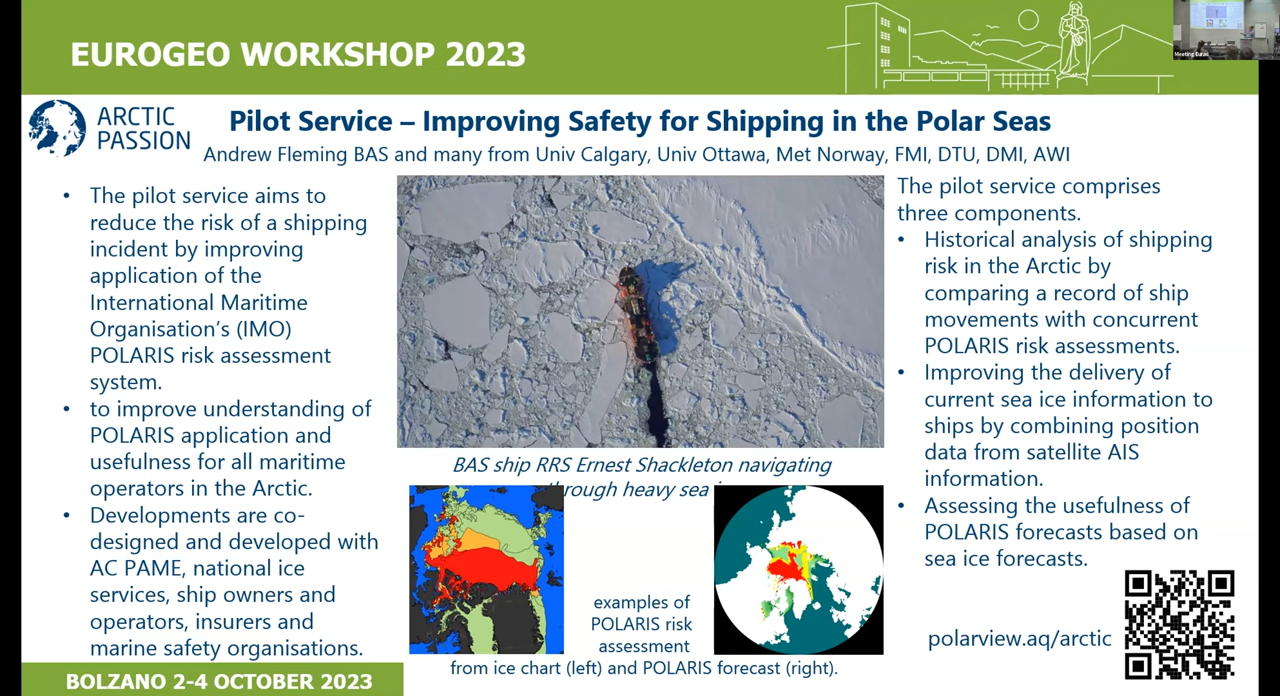 EUROGEO WORKSHOP 2023
Meeting Eurac
ARCTIC
PASSION
Pilot Service – Improving Safety for Shipping in the Polar Seas
Andrew Fleming BAS and many from Univ Calgary, Univ Ottawa, Met Norway, FMI, DTU, DMI, AWI
• The pilot service aims to
reduce the risk of a shipping
incident by improving
application of the
International Maritime
Organisation's (IMO)
POLARIS risk assessment
system.
• to improve understanding of
POLARIS application and
usefulness for all maritime
operators in the Arctic.
• Developments are co-
designed and developed with
AC PAME, national ice
services, ship owners and
operators, insurers and
marine safety organisations.
BAS ship RRS Ernest Shackleton navigating
through heavy sea
examples of
POLARIS risk
assessment
from ice chart (left) and POLARIS forecast (right).
The pilot service comprises
three components.
• Historical analysis of shipping
risk in the Arctic by
comparing a record of ship
movements with concurrent
POLARIS risk assessments.
• Improving the delivery of
current sea ice information to
ships by combining position
data from satellite AIS
information.
• Assessing the usefulness of
POLARIS forecasts based on
sea ice forecasts.
polarview.aq/arctic
BOLZANO 2-4 OCTOBER 2023